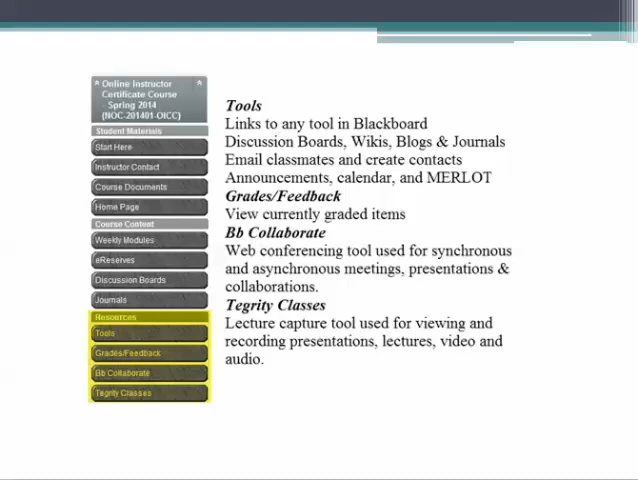 Online Instructor
Certificate Course
- Spring 2014
(NOC-201401-OICC)
Student Materials
Start Here
Instructor Contact
Course Documents
Home Page
Course Content
Weekly Modules
eReserves
Discussion Boards
Journals
Resources
Tools
Grades/Feedback
Bb Collaborate
Tegrity Classes
Tools
Links to any tool in Blackboard
Discussion Boards, Wikis, Blogs & Journals
Email classmates and create contacts
Announcements, calendar, and MERLOT
Grades/Feedback
View currently graded items
Bb Collaborate
Web conferencing tool used for synchronous
and asynchronous meetings, presentations &
collaborations.
Tegrity Classes
Lecture capture tool used for viewing and
recording presentations, lectures, video and
audio.